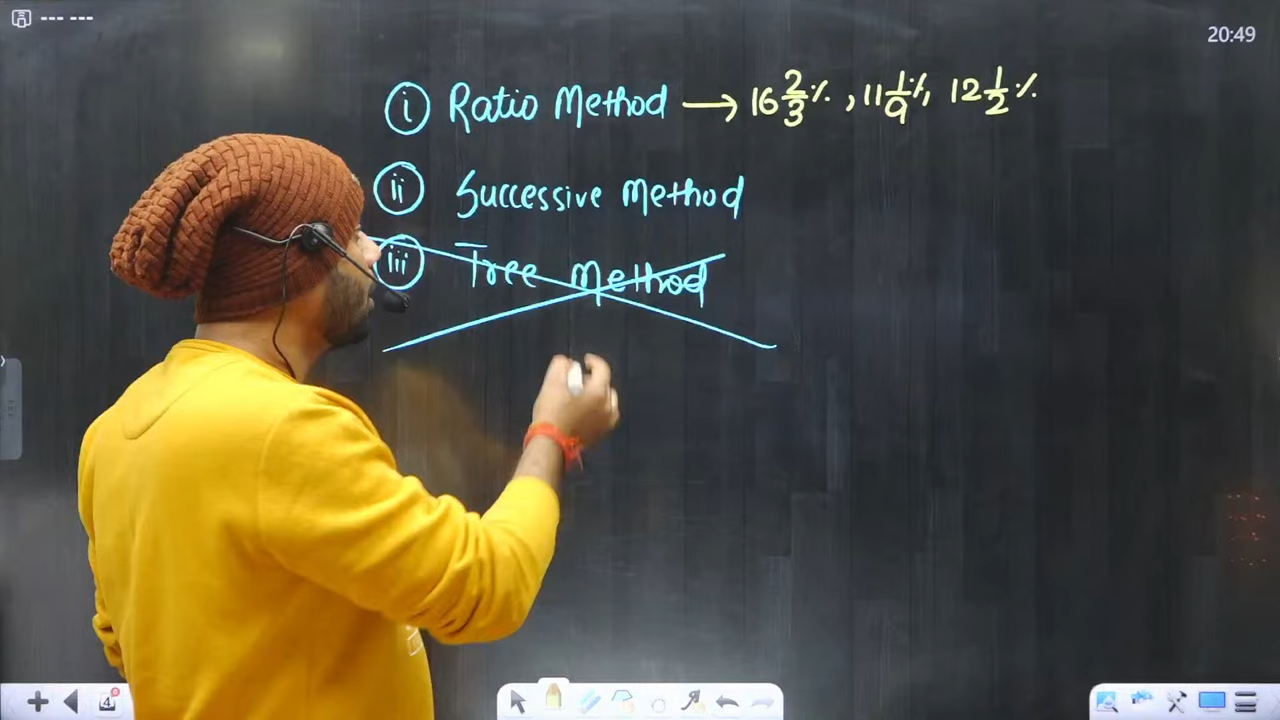 20:49
(i) Ratio Method → 16 2/3 %, 11 1/9 %, 12 1/2 %
(ii) Successive Method
(iii) Tree Method
4